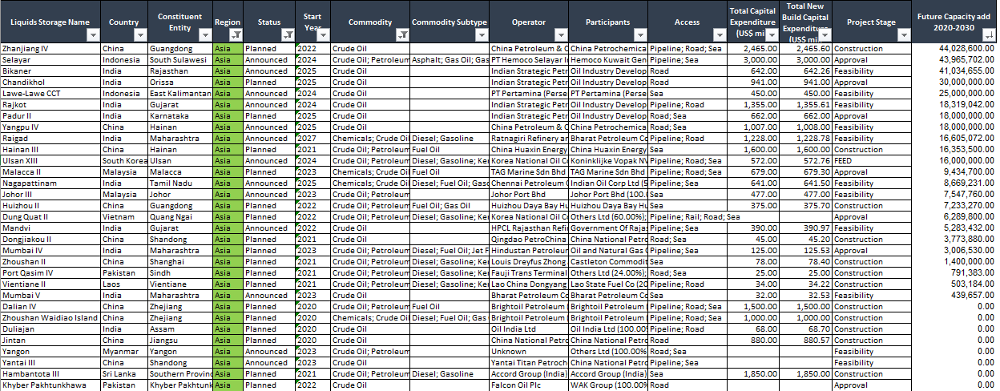 Liquids Storage Name Country Constituent Entity Region Status Start Year Commodity Commodity Subtype Operator Participants Access Total Capital Expenditure (US$ mi Total New Build Capital Expenditu (US$ mi Project Stage Future Capacity add 2020-2030
Zhanjiang IV China Guangdong Asia Planned 2022 Crude Oil China Petroleum & C China Petrochemica Pipeline; Road; Sea 2,465.00 2,465.60 Construction 44,028,600.00
Selayar Indonesia South Sulawesi Asia Announced 2024 Crude Oil; Petroleum Asphalt; Gas Oil; Gas PT Hemoco Selayar I Hemoco Kuwait Gen Pipeline; Sea 3,000.00 3,000.00 Approval 43,965,702.00
Bikaner India Rajasthan Asia Announced 2025 Crude Oil Indian Strategic Petr Oil Industry Develop Road 642.00 642.26 Feasibility 41,034,655.00
Chandikhol India Orissa Asia Planned 2025 Crude Oil Indian Strategic Petr Oil Industry Develop Road 941.00 941.00 Approval 30,000,000.00
Lawe-Lawe CCT Indonesia East Kalimantan Asia Announced 2024 Crude Oil PT Pertamina (Perse PT Pertamina (Perse Sea 450.00 450.00 Feasibility 25,000,000.00
Rajkot India Gujarat Asia Announced 2024 Crude Oil Indian Strategic Petr Oil Industry Develop Pipeline; Road 1,355.00 1,355.61 Feasibility 18,319,042.00
Padur II India Karnataka Asia Planned 2025 Crude Oil Indian Strategic Petr Oil Industry Develop Road; Sea 662.00 662.00 Approval 18,000,000.00
Yangpu IV China Hainan Asia Announced 2025 Crude Oil China Petroleum & C China Petrochemica Road; Sea 1,007.00 1,008.00 Feasibility 18,000,000.00
Raigad India Maharashtra Asia Announced 2027 Chemicals; Crude Oil Diesel; Gasoline Ratnagiri Refinery ar Bharat Petroleum Co Pipeline; Road 1,228.00 1,228.78 Feasibility 16,605,072.00
Hainan III China Hainan Asia Planned 2021 Crude Oil; Petroleum Fuel Oil China Huaxin Energy China Huaxin Energy Sea 1,600.00 1,600.00 Construction 16,353,500.00
Ulsan XIII South Korea Ulsan Asia Announced 2024 Crude Oil; Petroleum Diesel; Gasoline; Ker Korea National Oil Co Koninklijke Vopak NV Pipeline; Road; Sea 572.00 572.76 FEED 16,000,000.00
Malacca II Malaysia Malacca Asia Planned 2023 Chemicals; Crude Oil Fuel Oil TAG Marine Sdn Bhd TAG Marine Sdn Bhd Pipeline; Road; Sea 679.00 679.30 Approval 9,434,700.00
Nagapattinam India Tamil Nadu Asia Announced 2025 Chemicals; Crude Oil Diesel; Fuel Oil; Gaso Chennai Petroleum C Indian Oil Corp Ltd (5 Pipeline; Sea 641.00 641.50 Feasibility 8,669,231.00
Johor III Malaysia Johor Asia Announced 2023 Crude Oil; Petroleum Johor Port Bhd Johor Port Bhd (100.0 Sea 477.00 477.00 Feasibility 7,547,760.00
Huizhou II China Guangdong Asia Planned 2022 Crude Oil; Petroleum Fuel Oil; Gas Oil Huizhou Daya Bay Hu Huizhou Daya Bay Hu Sea 375.00 375.70 Construction 7,233,270.00
Dung Quat II Vietnam Quang Ngai Asia Planned 2022 Crude Oil; Petroleum Diesel; Gasoline; Ker Korea National Oil Co Others Ltd (60.00%); Pipeline; Rail; Road; Sea Approval 6,289,800.00
Mandvi India Gujarat Asia Announced 2022 Crude Oil HPCL Rajasthan Refin Government Of Rajas Pipeline; Sea 390.00 390.97 Feasibility 5,283,432.00
Dongjiakou II China Shandong Asia Planned 2021 Crude Oil Qingdao PetroChina China National Petro Road; Sea 45.00 45.20 Construction 3,773,880.00
Mumbai IV India Maharashtra Asia Planned 2023 Crude Oil; Petroleum Diesel; Fuel Oil; Jet F Hindustan Petroleum Oil and Natural Gas C Pipeline; Sea 125.00 125.53 Approval 3,006,530.00
Zhoushan II China Shanghai Asia Planned 2021 Crude Oil; Petroleum Diesel; Gasoline; Ker Louis Dreyfus Zhong Castleton Commodit Sea 78.00 78.40 Construction 1,400,000.00
Port Qasim IV Pakistan Sindh Asia Planned 2021 Crude Oil; Petroleum Diesel; Gasoline; Ker Fauji Trans Terminal Others Ltd (24.00%); Road; Sea 25.00 25.00 Construction 791,383.00
Vientiane II Laos Vientiane Asia Planned 2021 Crude Oil; Petroleum Diesel; Gasoline; Ker Lao China Dongyang Lao State Fuel Co (20 Pipeline; Road 34.00 34.22 Construction 503,184.00
Mumbai V India Maharashtra Asia Announced 2023 Crude Oil Bharat Petroleum Co Bharat Petroleum Co Sea 32.00 32.53 Feasibility 439,657.00
Dalian IV China Zhejiang Asia Planned 2020 Crude Oil; Petroleum Fuel Oil Brightoil Petroleum ( Brightoil Petroleum ( Pipeline; Road; Sea 1,500.00 1,500.00 Construction 0.00
Zhoushan Waidiao Island China Zhejiang Asia Planned 2020 Chemicals; Crude Oil Diesel; Fuel Oil; Gas Brightoil Petroleum ( Brightoil Petroleum ( Pipeline; Road; Sea 1,000.00 1,000.00 Construction 0.00
Duliajan India Assam Asia Planned 2020 Crude Oil Oil India Ltd Oil India Ltd (100.00% Pipeline; Road 68.00 68.70 Construction 0.00
Jintan China Jiangsu Asia Planned 2020 Crude Oil China National Petro China National Petro Road 880.00 880.57 Construction 0.00
Yangon Myanmar Yangon Asia Announced 2023 Crude Oil; Petroleum Unknown Others Ltd (100.00% Road; Sea Feasibility 0.00
Yantai III China Shandong Asia Announced 2023 Crude Oil Yantai Titan Petroch China National Petro Pipeline; Sea Feasibility 0.00
Hambantota III Sri Lanka Southern Provinc Asia Planned 2021 Crude Oil; Petroleum Diesel; Gasoline Accord Group (India) Accord Group (India) Sea 1,850.00 1,850.00 Construction 0.00
Khyber Pakhtunkhawa Pakistan Khyber Pakhtunk Asia Planned 2022 Crude Oil Falcon Oil Plc WAK Group (100.00% Road Approval 0.00